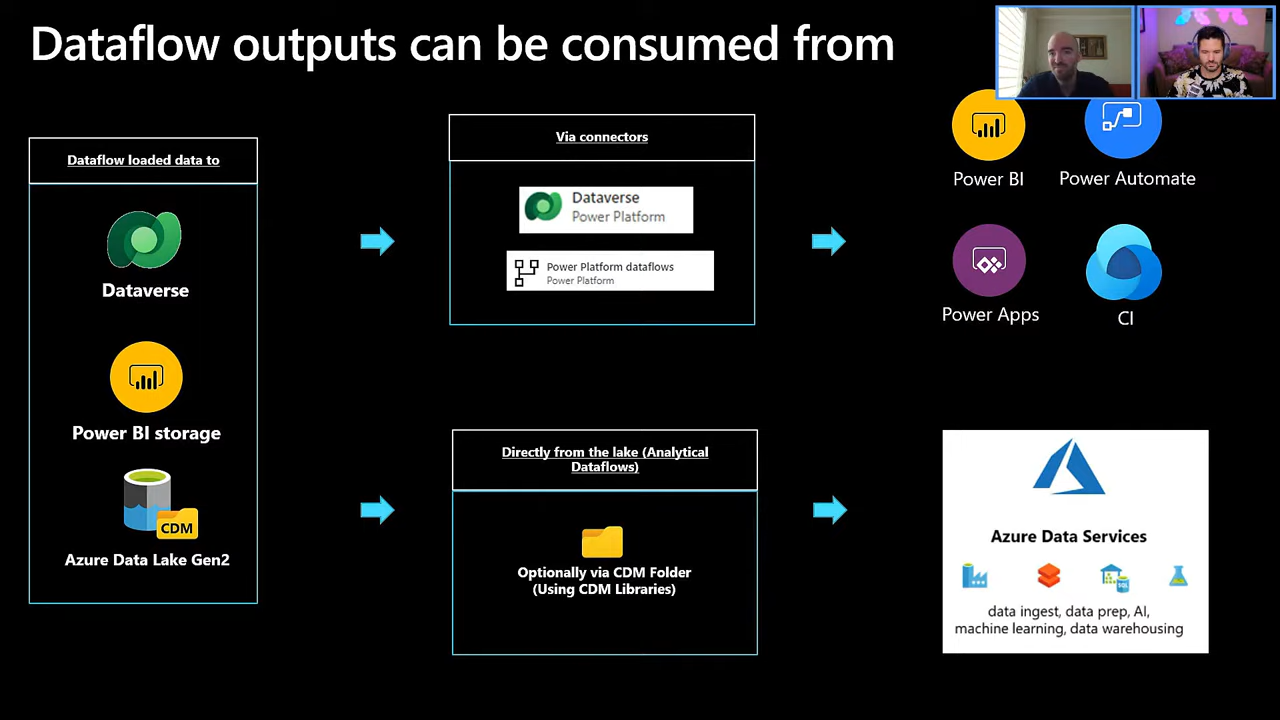 Dataflow outputs can be consumed from
Dataflow loaded data to
Dataverse
Power BI storage
CDM
Azure Data Lake Gen2
Via connectors
Dataverse
Power Platform
Power Platform dataflows
Power Platform
Directly from the lake (Analytical
Dataflows)
Optionally via CDM Folder
(Using CDM Libraries)
Power BI
Power Automate
Power Apps
CI
Azure Data Services
SQL
data ingest, data prep, AI,
machine learning, data warehousing